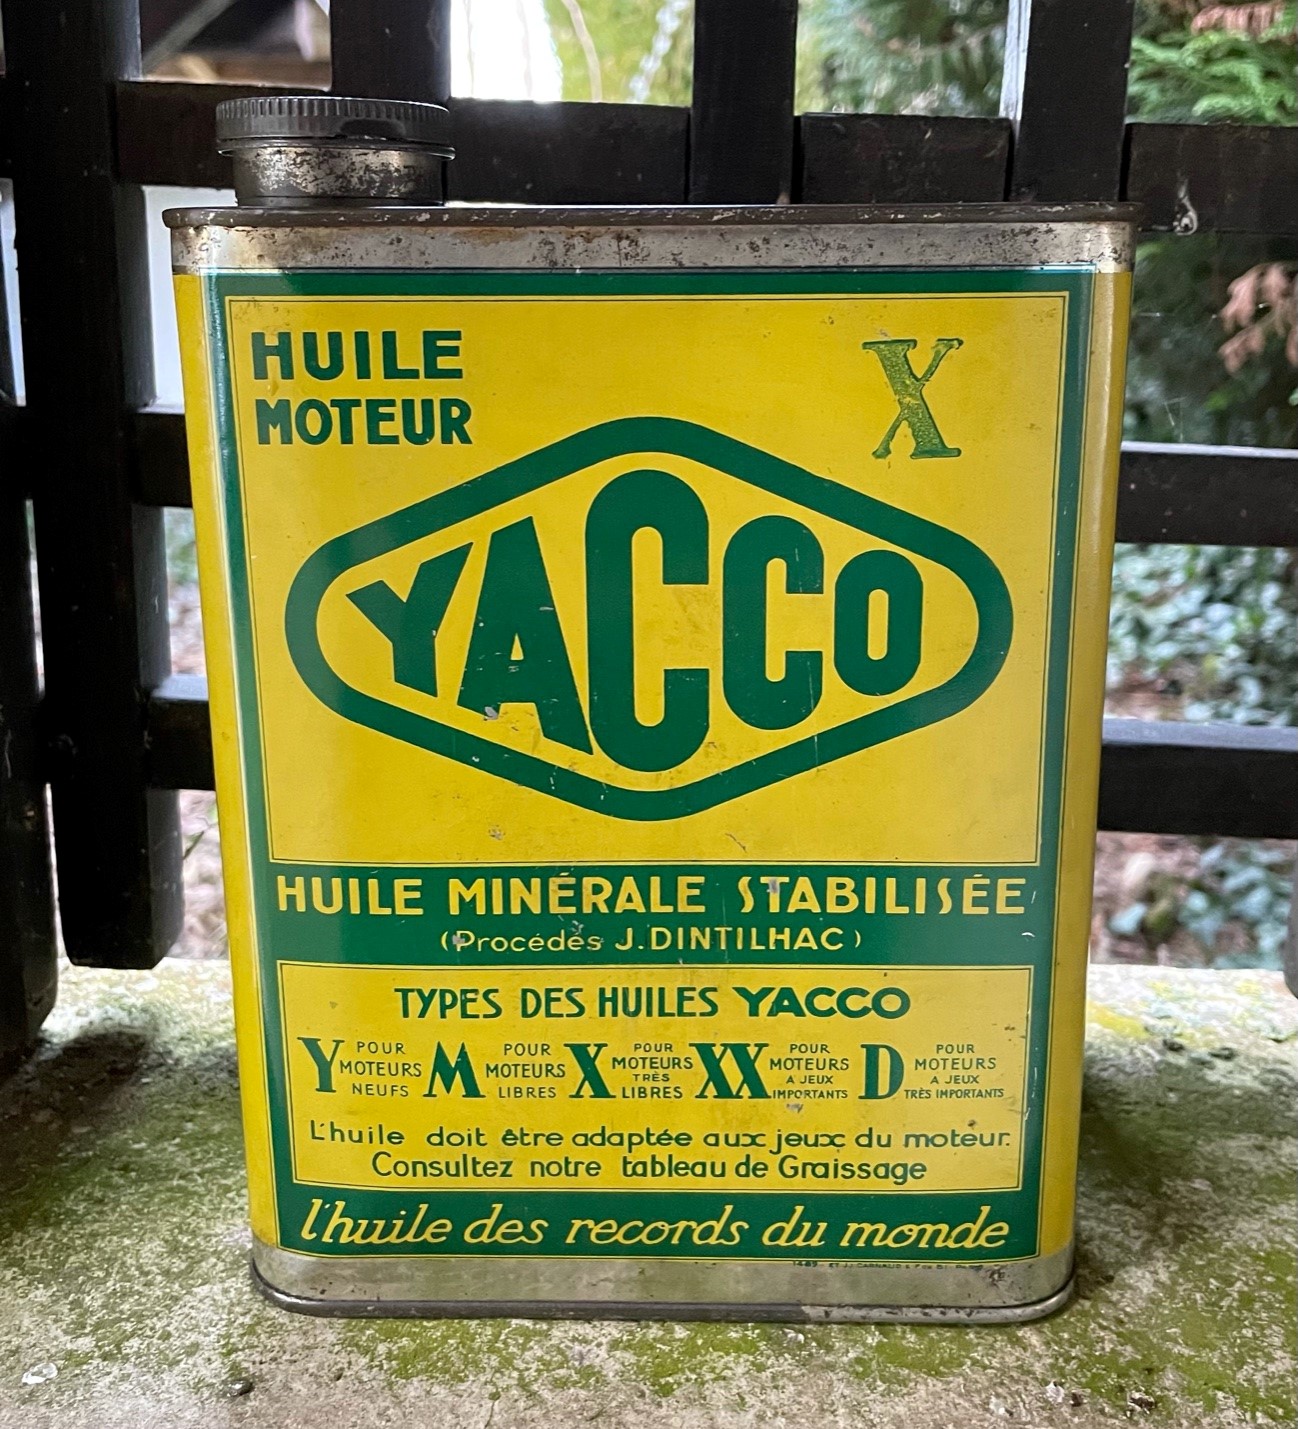 HUILE
MOTEUR
X
YACCO
HUILE MINÉRALE STABILISÉE
(Procédés J. DINTILHAC)
TYPES DES HUILES YACCO
Y POUR MOTEURS NEUFS
M POUR MOTEURS LIBRES
X POUR MOTEURS TRÈS LIBRES
XX POUR MOTEURS A JEUX IMPORTANTS
D POUR MOTEURS A JEUX TRÈS IMPORTANTS
L'huile doit être adaptée aux jeux du moteur.
Consultez notre tableau de Graissage
l'huile des records du monde
J.J. CARNAUD